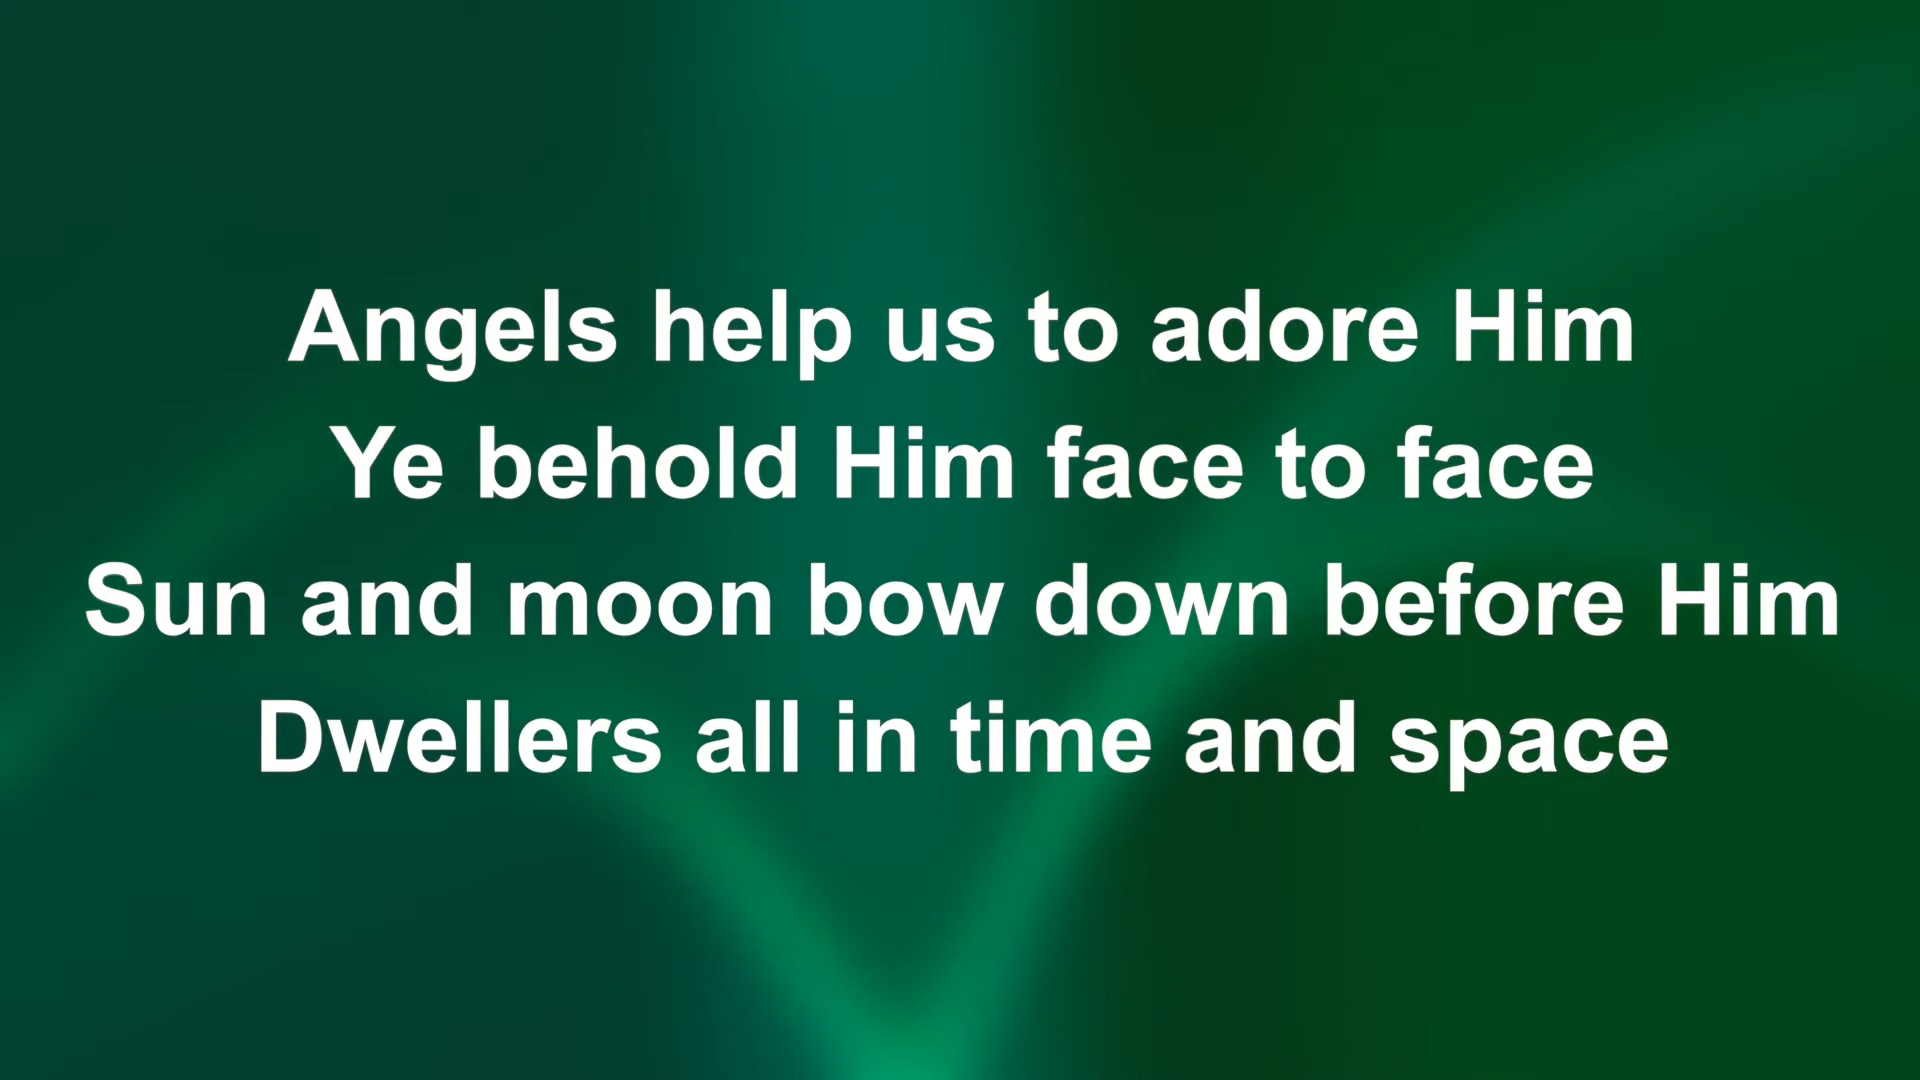 Angels help us to adore Him
Ye behold Him face to face
Sun and moon bow down before Him
Dwellers all in time and space